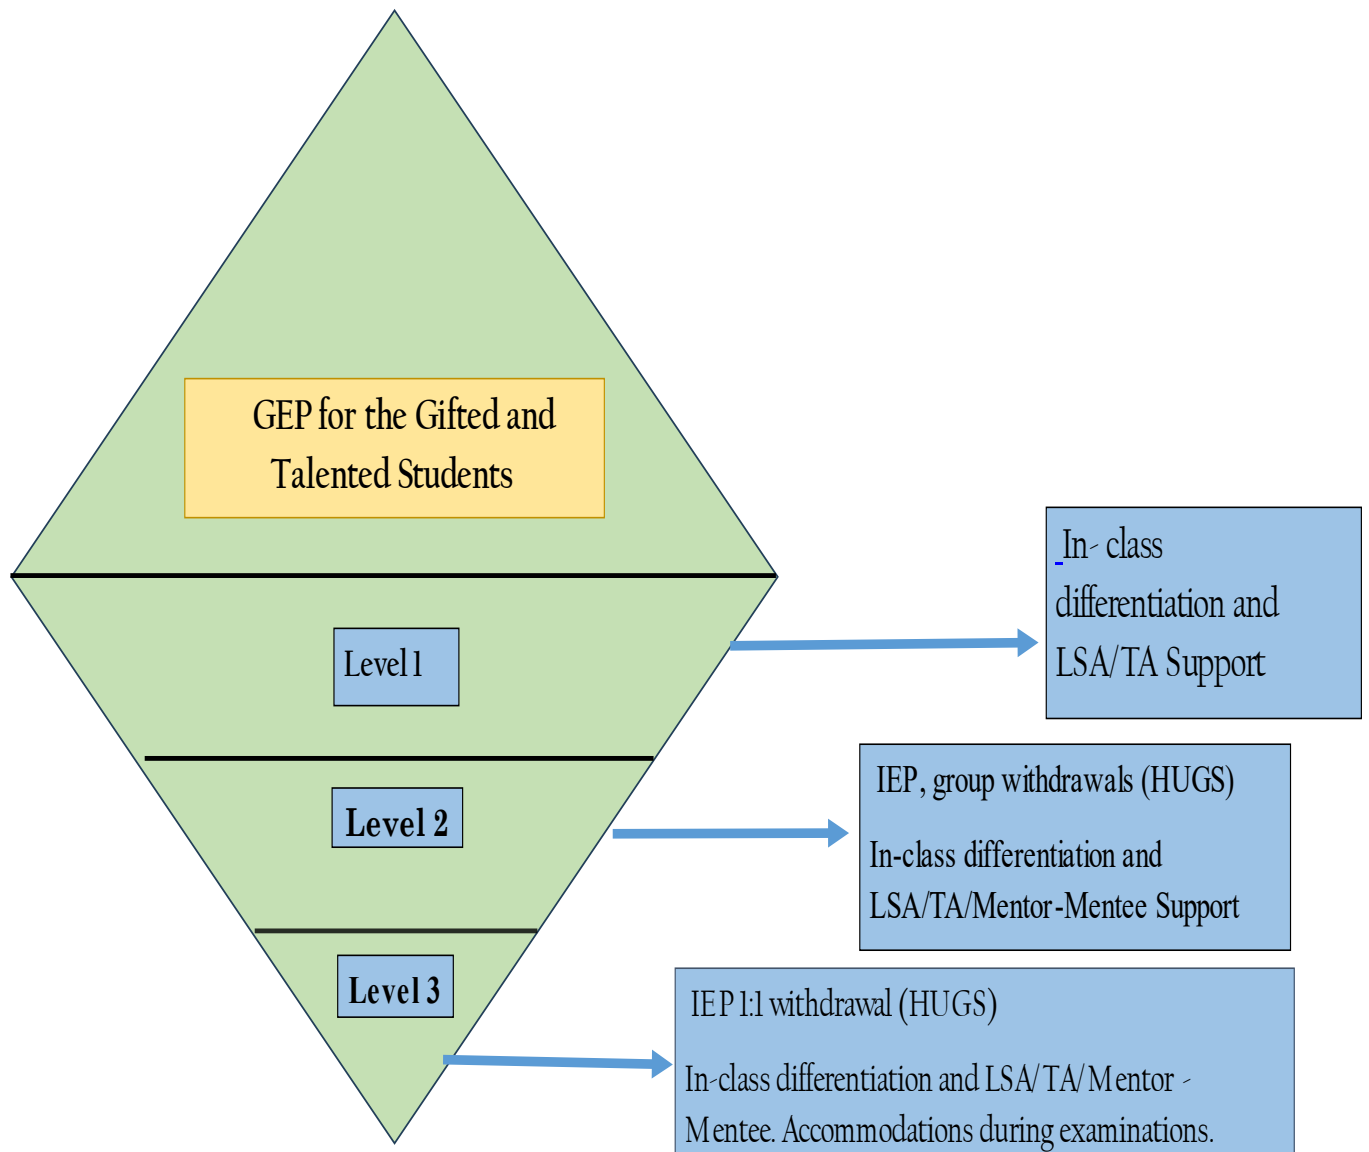 GEP for the Gifted and
Talented Students
Level 1
In- class
differentiation and
LSA/TA Support
Level 2
IEP, group withdrawals (HUGS)
In-class differentiation and
LSA/TA/Mentor-Mentee Support
Level 3
IEP 1:1 withdrawal (HUGS)
In-class differentiation and LSA/TA/Mentor -
Mentee. Accommodations during examinations.